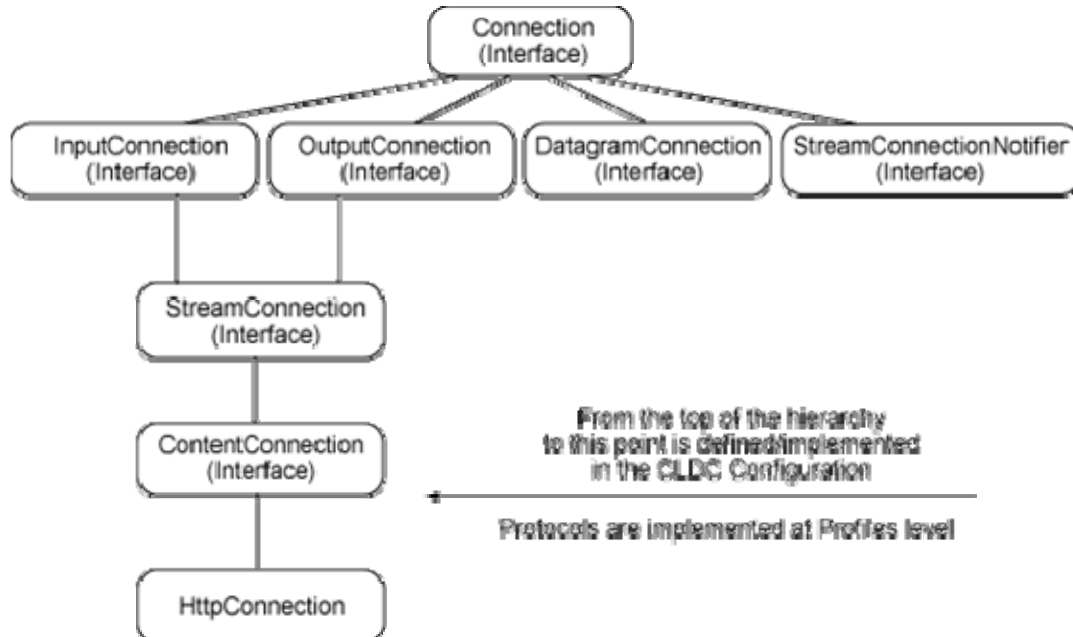 Connection
(Interface)
InputConnection
(Interface)
OutputConnection
(Interface)
DatagramConnection
(Interface)
StreamConnectionNotifier
(Interface)
StreamConnection
(Interface)
ContentConnection
(Interface)
From the top of the hierarchy
to this point is defined/implemented
in the CLDC Configuration
Protocols are implemented at Profiles level
HttpConnection